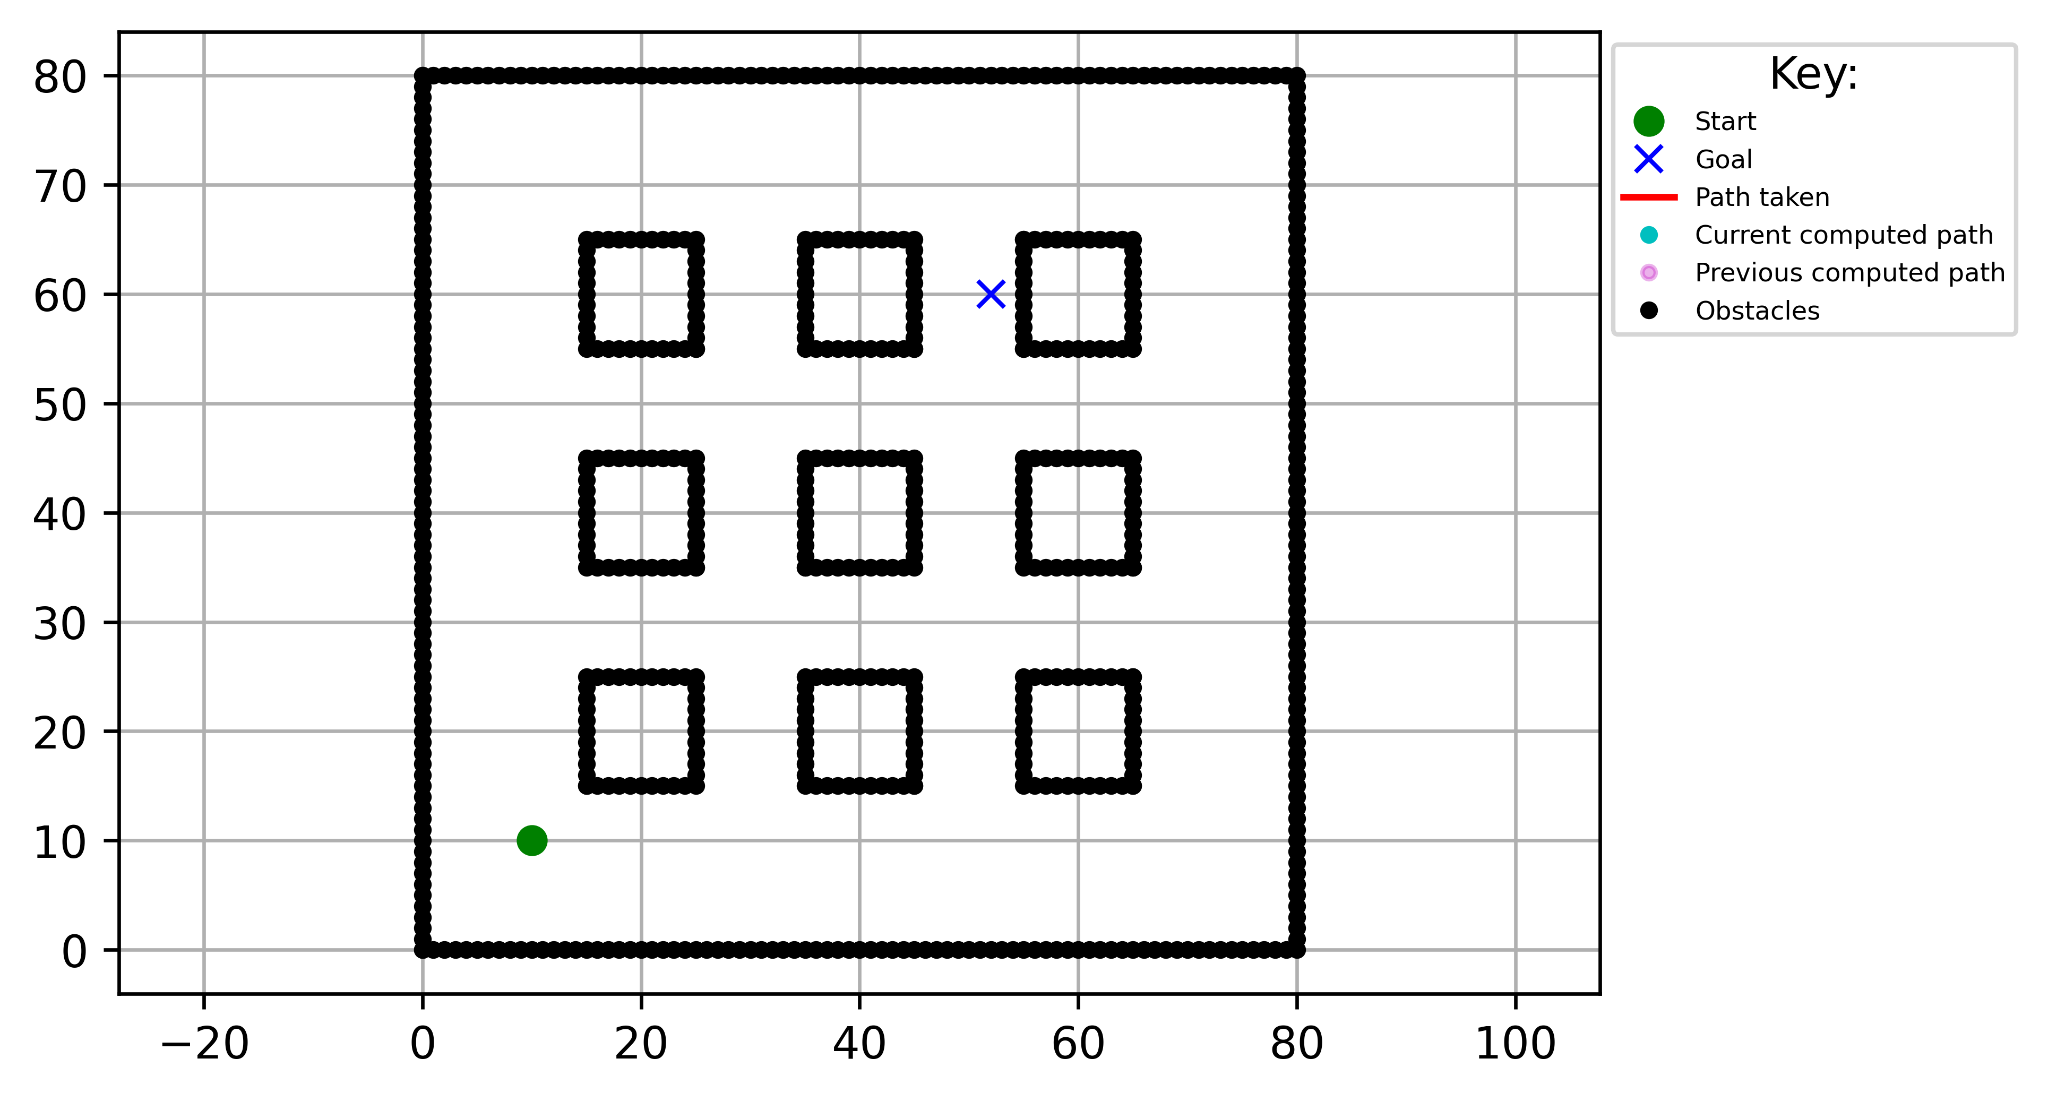 80
70
60
50
40
30
20
10
0
−20 0 20 40 60 80 100
Key:
Start
Goal
Path taken
Current computed path
Previous computed path
Obstacles